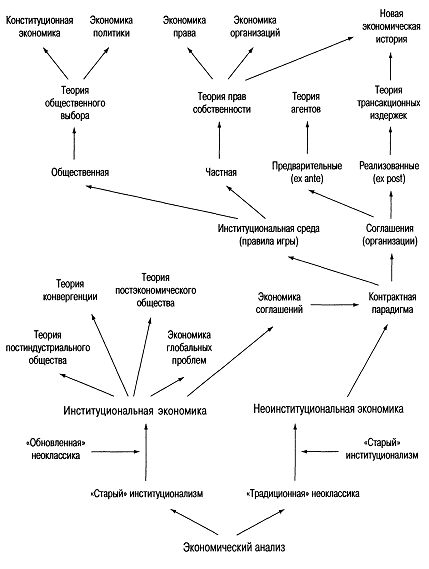 Конституционная
экономика
Экономика
политики
Экономика
права
Экономика
организаций
Новая
экономическая
история
Теория
общественного
выбора
Теория прав
собственности
Теория
агентов
Теория
трансакционных
издержек
Общественная
Частная
Предварительные
(ex ante)
Реализованные
(ex post)
Институциональная среда
(правила игры)
Соглашения
(организации)
Теория
конвергенции
Теория
постэкономического
общества
Экономика
соглашений
Контрактная
парадигма
Теория
постиндустриального
общества
Экономика
глобальных
проблем
Институциональная экономика
Неоинституциональная экономика
«Обновленная»
неоклассика
«Старый»
институционализм
«Старый» институционализм
«Традиционная» неоклассика
Экономический анализ